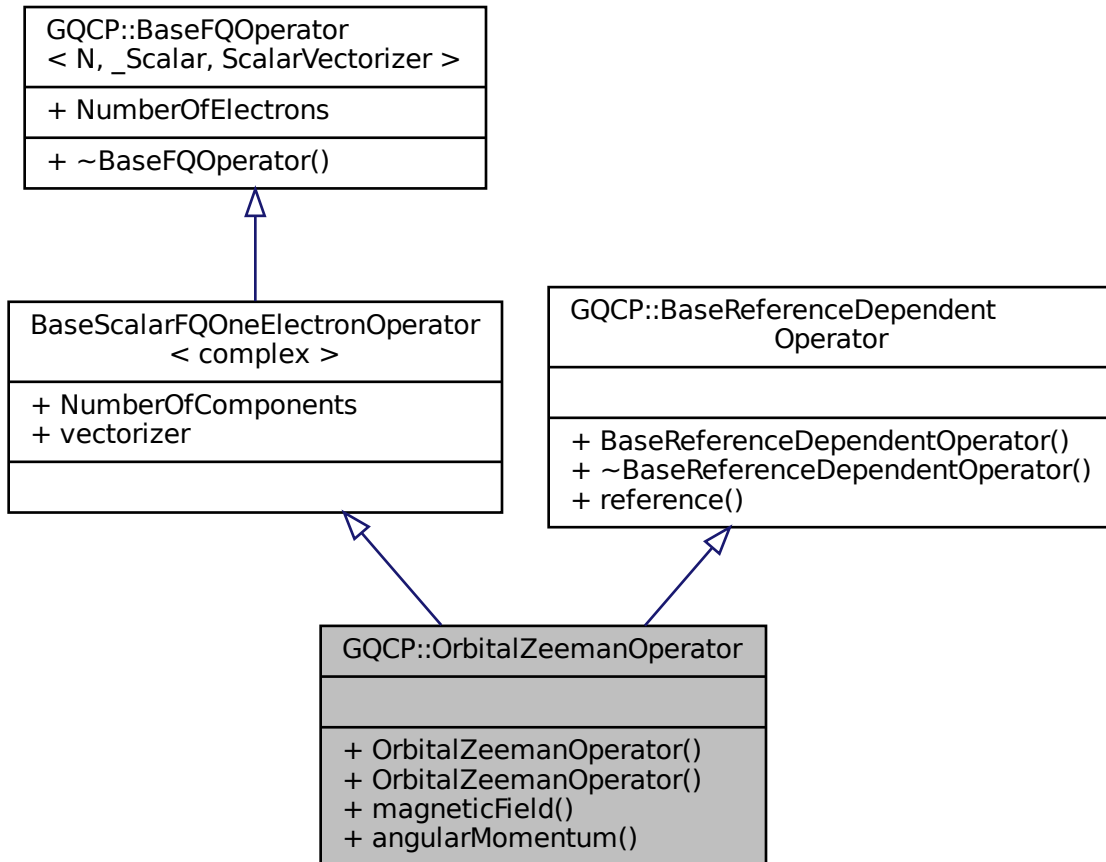 GQCP::BaseFQOperator
< N, _Scalar, ScalarVectorizer >
+ NumberOfElectrons
+ ~BaseFQOperator()
BaseScalarFQOneElectronOperator
< complex >
+ NumberOfComponents
+ vectorizer
GQCP::BaseReferenceDependent
Operator
+ BaseReferenceDependentOperator()
+ ~BaseReferenceDependentOperator()
+ reference()
GQCP::OrbitalZeemanOperator
+ OrbitalZeemanOperator()
+ OrbitalZeemanOperator()
+ magneticField()
+ angularMomentum()